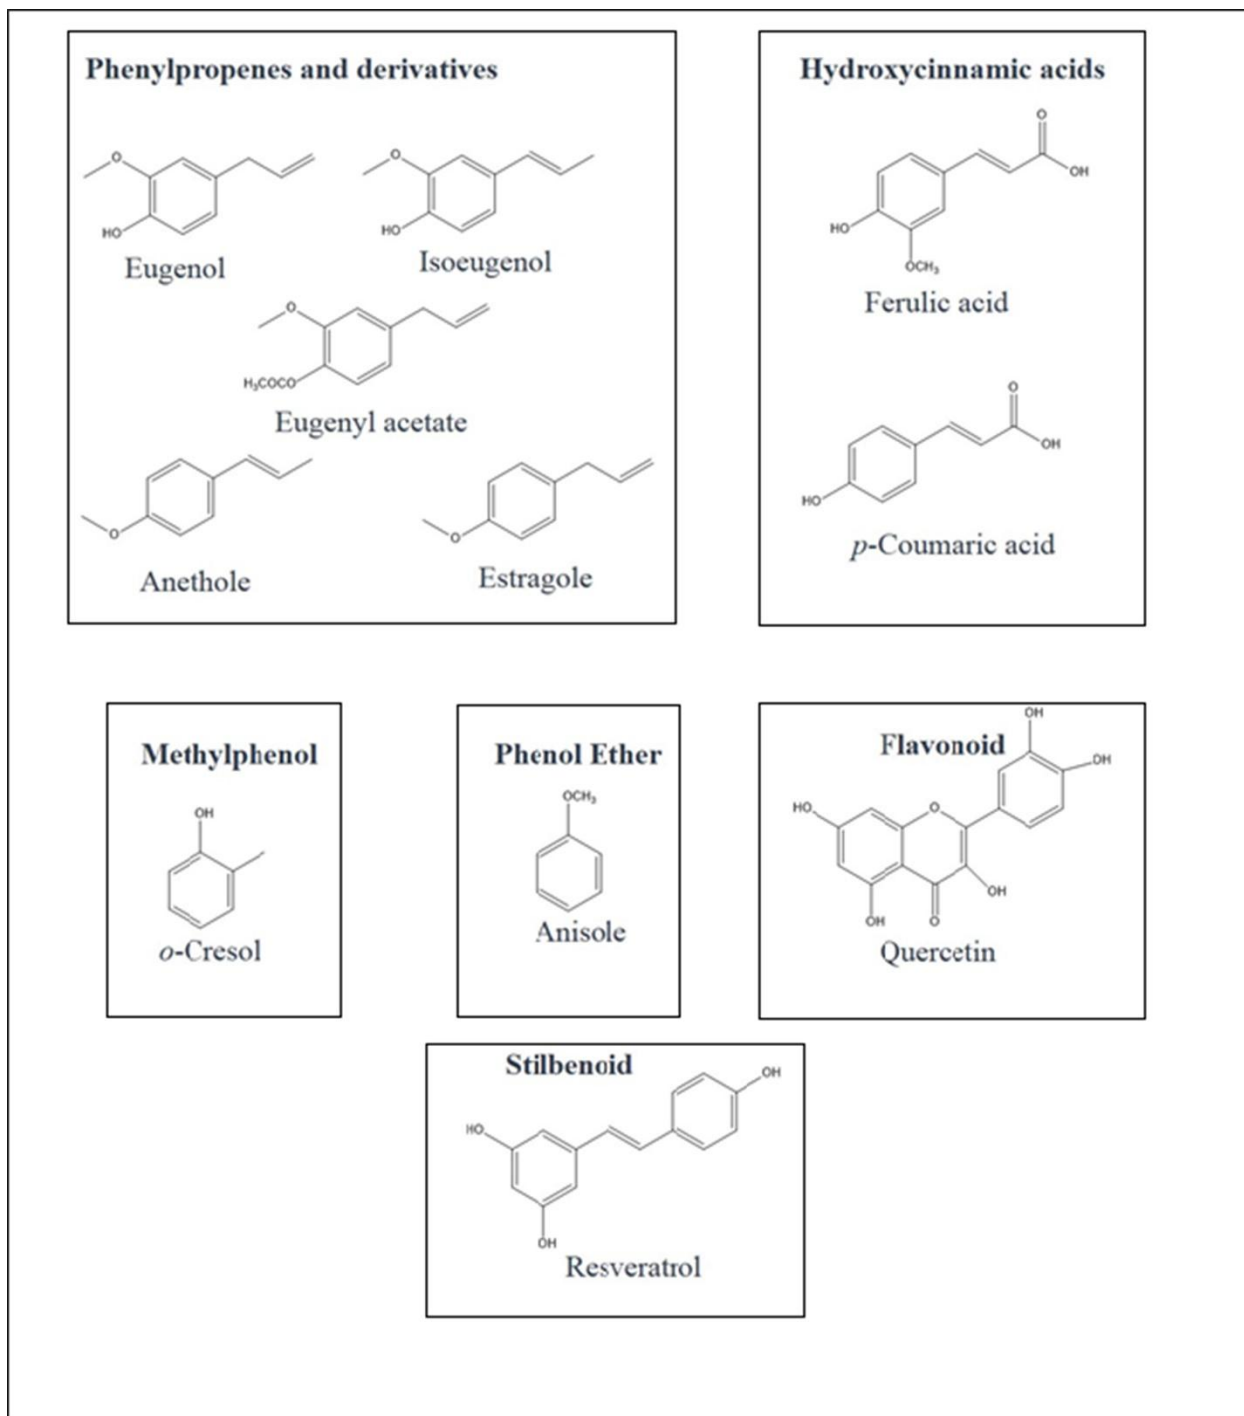 Phenylpropenes and derivatives
O
HO
Eugenol
O
HO
Isoeugenol
O
H₃COCO
Eugenyl acetate
O
Anethole
O
Estragole
Hydroxycinnamic acids
O
OH
HO
OCH₃
Ferulic acid
O
OH
HO
p-Coumaric acid
Methylphenol
OH
o-Cresol
Phenol Ether
OCH₃
Anisole
Flavonoid
OH
OH
HO
O
OH
OH
O
Quercetin
Stilbenoid
OH
HO
OH
Resveratrol